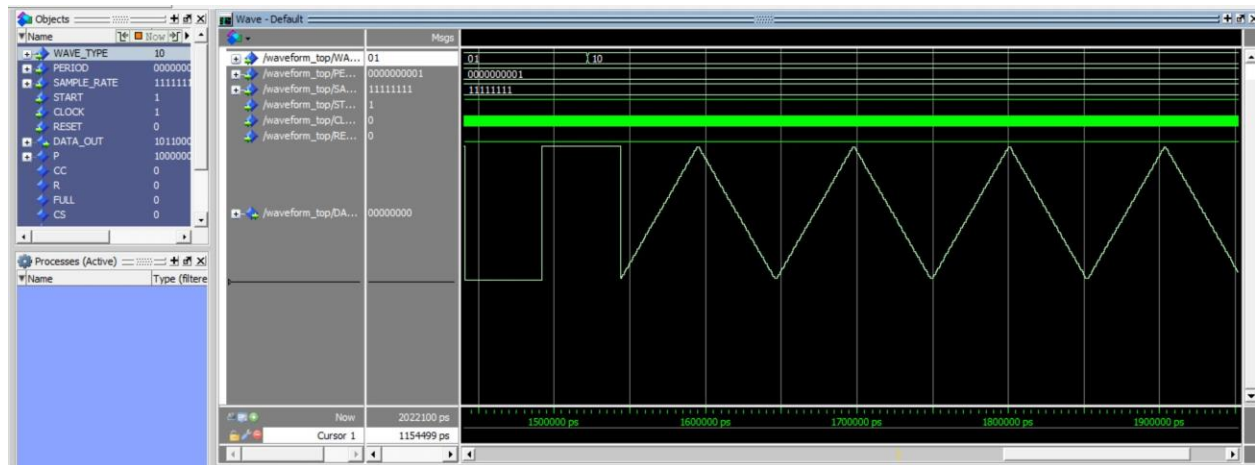 Objects
Name
Now
WAVE_TYPE 10
PERIOD 0000000
SAMPLE_RATE 1111111
START 1
CLOCK 1
RESET 0
DATA_OUT 1011000
P 1000000
CC 0
R 0
FULL 0
CS 0
Processes (Active)
Name Type (filtere
Wave - Default
Msgs
/waveform_top/WA... 01 01 10
/waveform_top/PE... 0000000001 0000000001
/waveform_top/SA... 11111111 11111111
/waveform_top/ST... 1
/waveform_top/CL... 0
/waveform_top/RE... 0
/waveform_top/DA... 00000000
Now 2022100 ps
Cursor 1 1154499 ps
1500000 ps 1600000 ps 1700000 ps 1800000 ps 1900000 ps